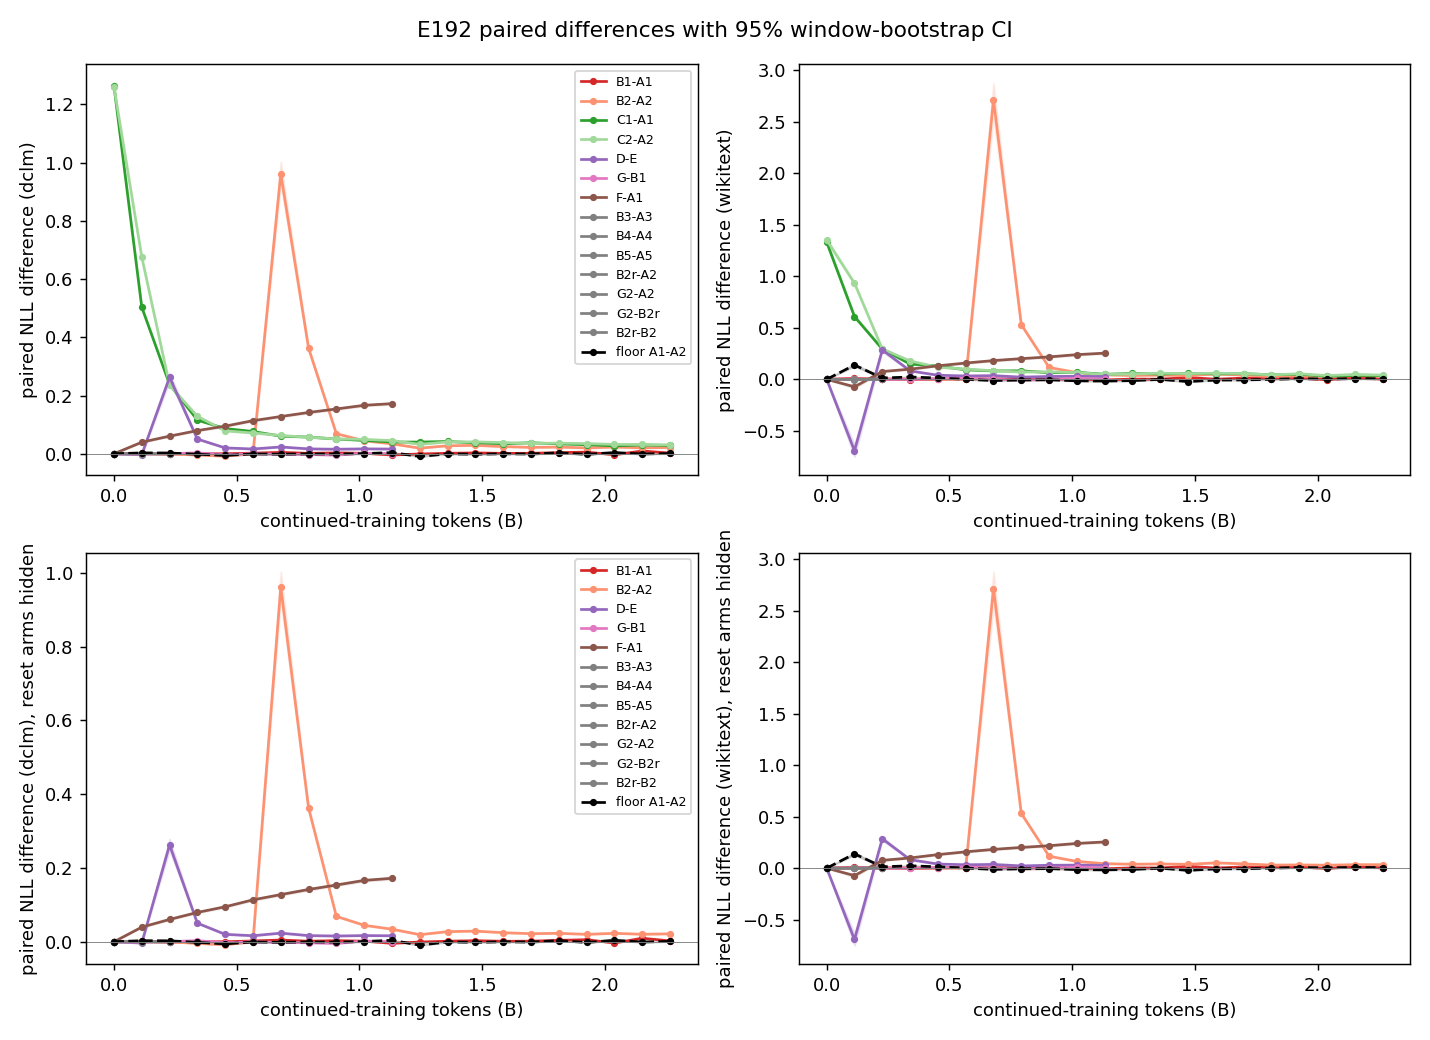 E192 paired differences with 95% window-bootstrap CI
paired NLL difference (dclm)
1.2
1.0
0.8
0.6
0.4
0.2
0.0
0.0
0.5
1.0
1.5
2.0
continued-training tokens (B)
B1-A1
B2-A2
C1-A1
C2-A2
D-E
G-B1
F-A1
B3-A3
B4-A4
B5-A5
B2r-A2
G2-A2
G2-B2r
B2r-B2
floor A1-A2
paired NLL difference (wikitext)
3.0
2.5
2.0
1.5
1.0
0.5
0.0
−0.5
0.0
0.5
1.0
1.5
2.0
continued-training tokens (B)
paired NLL difference (dclm), reset arms hidden
1.0
0.8
0.6
0.4
0.2
0.0
0.0
0.5
1.0
1.5
2.0
continued-training tokens (B)
B1-A1
B2-A2
D-E
G-B1
F-A1
B3-A3
B4-A4
B5-A5
B2r-A2
G2-A2
G2-B2r
B2r-B2
floor A1-A2
paired NLL difference (wikitext), reset arms hidden
3.0
2.5
2.0
1.5
1.0
0.5
0.0
−0.5
0.0
0.5
1.0
1.5
2.0
continued-training tokens (B)